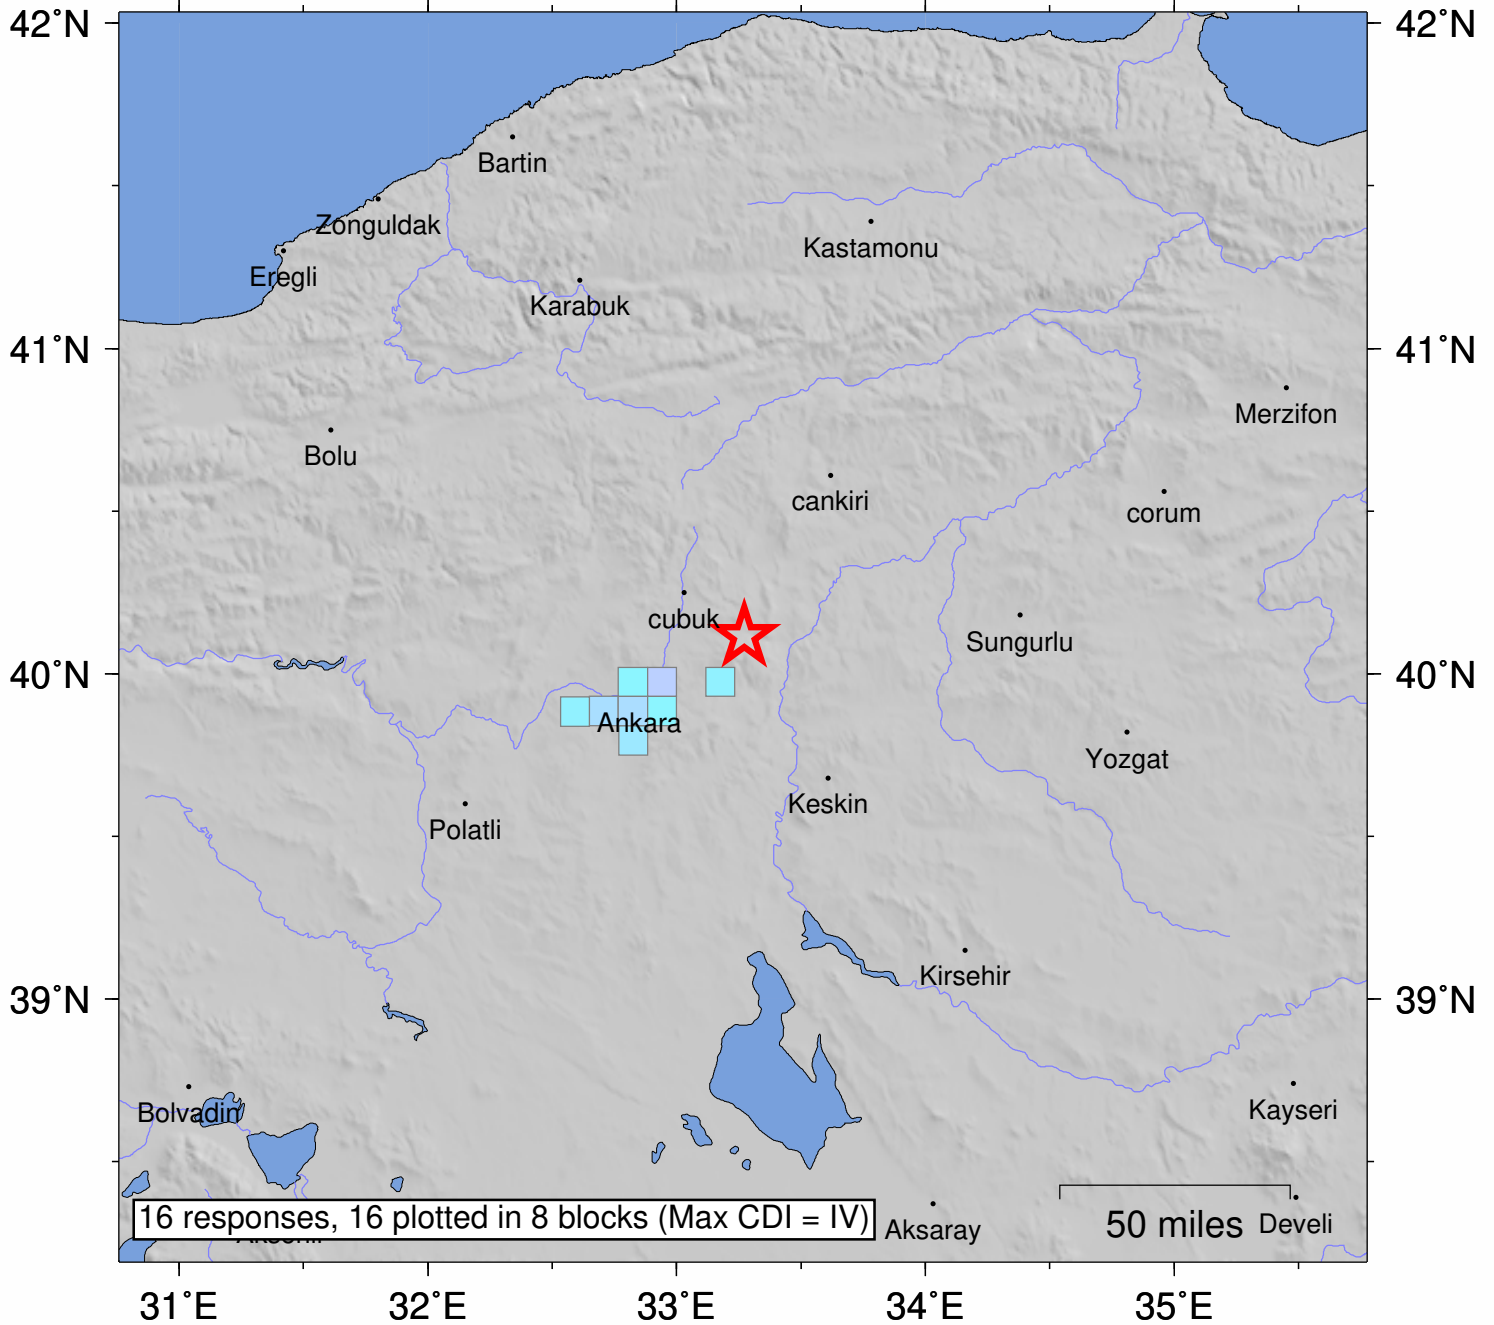 42°N
42°N
Bartin
Zonguldak
Kastamonu
Eregli
Karabuk
41°N
41°N
Merzifon
Bolu
cankiri
corum
cubuk
Sungurlu
40°N
40°N
Ankara
Yozgat
Keskin
Polatli
Kirsehir
39°N
39°N
Bolvadin
Kayseri
16 responses, 16 plotted in 8 blocks (Max CDI = IV)
Aksaray
50 miles
Develi
31°E
32°E
33°E
34°E
35°E